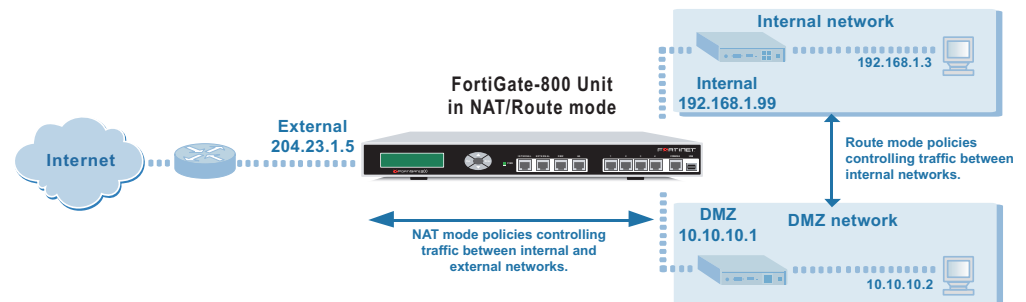 Internal network
192.168.1.3
FortiGate-800 Unit
in NAT/Route mode
Internal
192.168.1.99
External
204.23.1.5
Internet
FORTINET
Route mode policies
controlling traffic between
internal networks.
NAT mode policies controlling
traffic between internal and
external networks.
DMZ
10.10.10.1
DMZ network
10.10.10.2